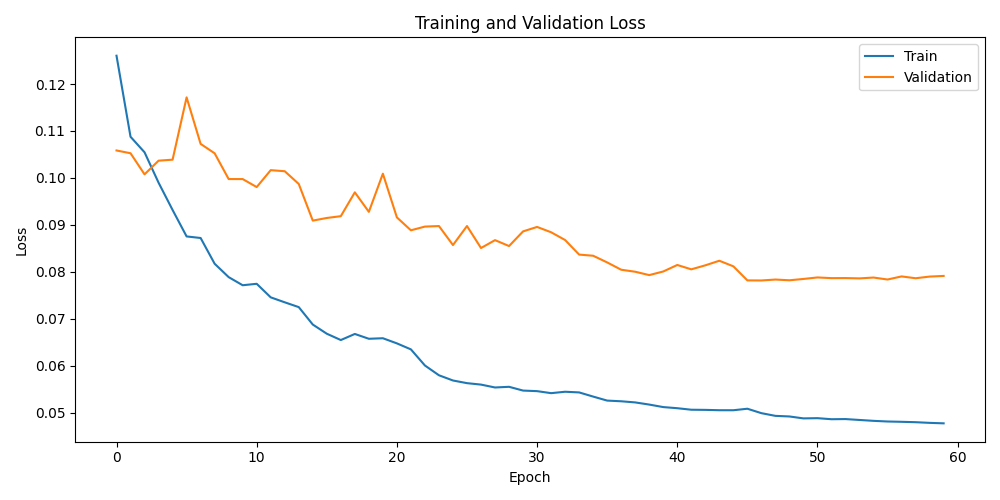 Training and Validation Loss
Train
Validation
0.12
0.11
0.10
0.09
0.08
0.07
0.06
0.05
Loss
0 10 20 30 40 50 60
Epoch